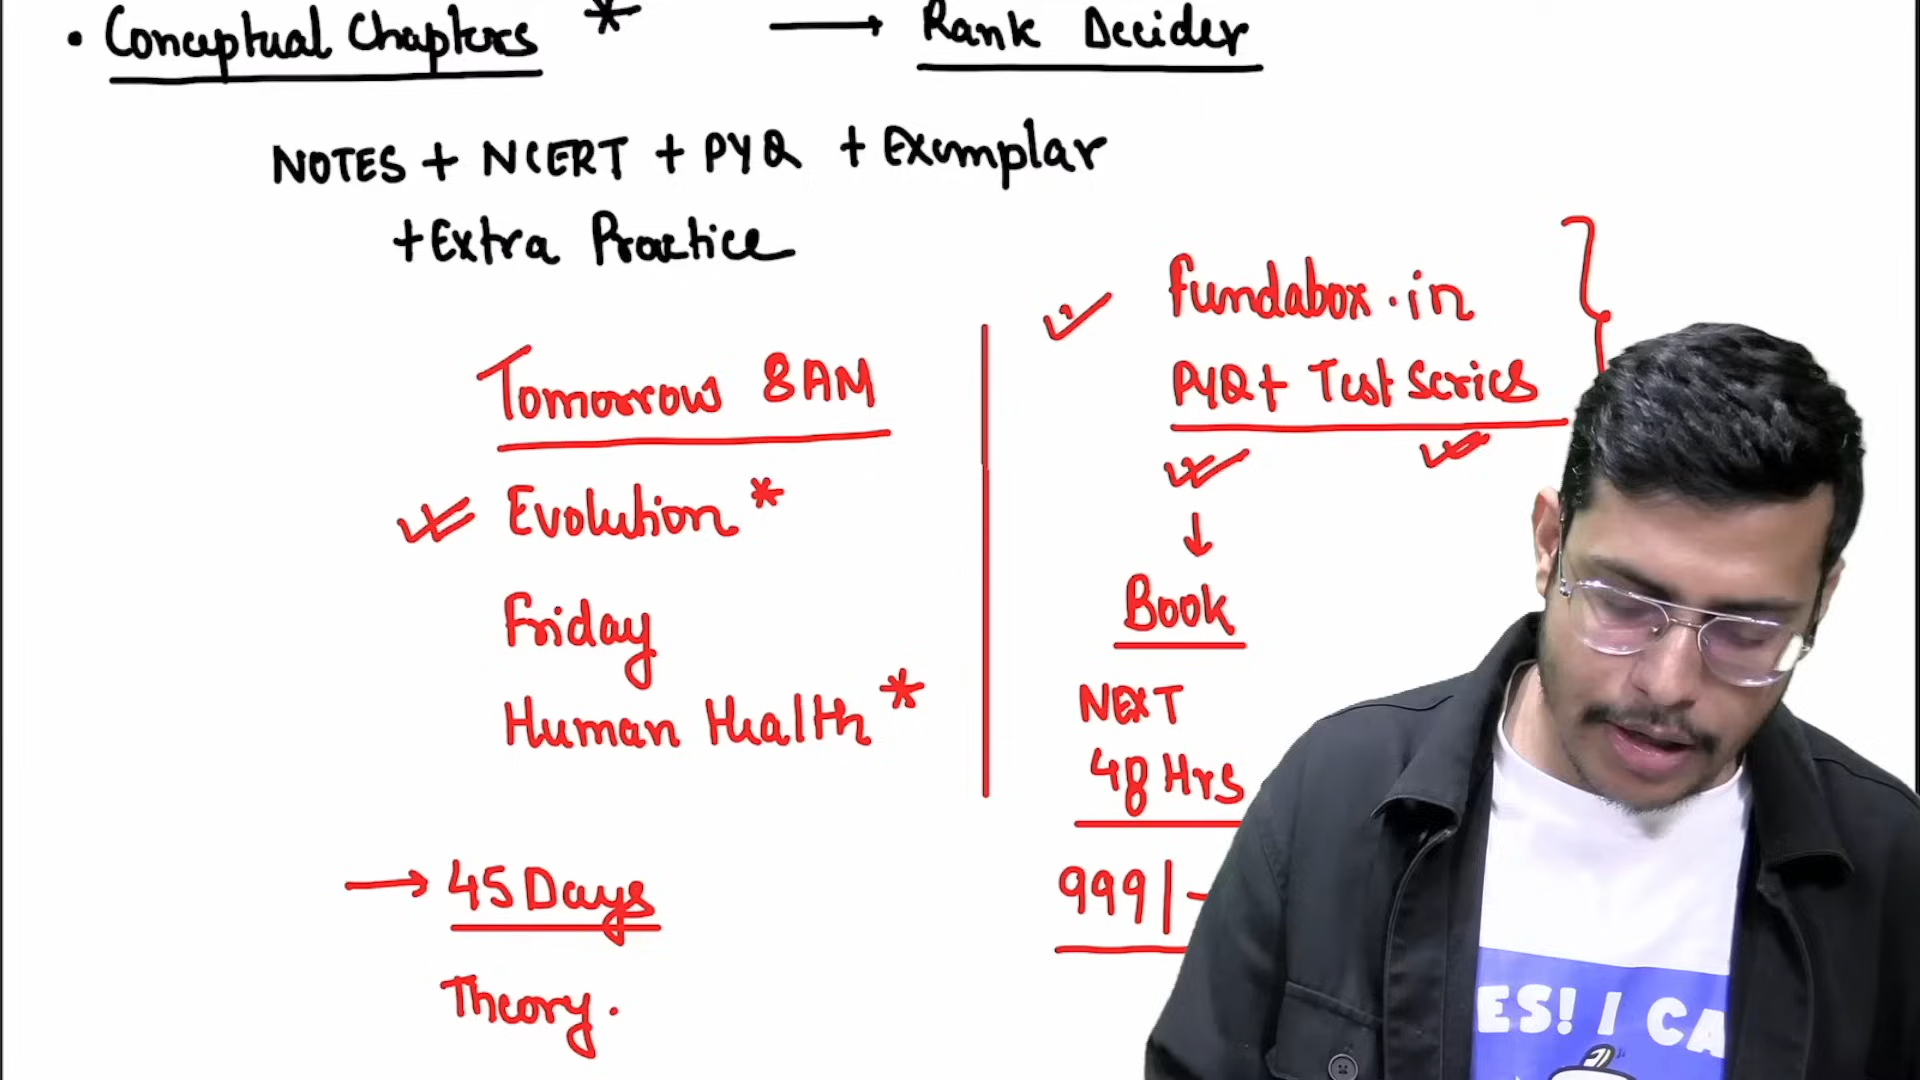 • Conceptual Chapters * → Rank Decider
NOTES + NCERT + PYQ + Exemplar
+ Extra Practice
Tomorrow 8AM
Evolution *
Friday
Human Health *
→ 45 Days
Theory.
fundabox.in
PYQ + Test Series
↓
Book
NEXT
48 Hrs
999/-
ES! I CA